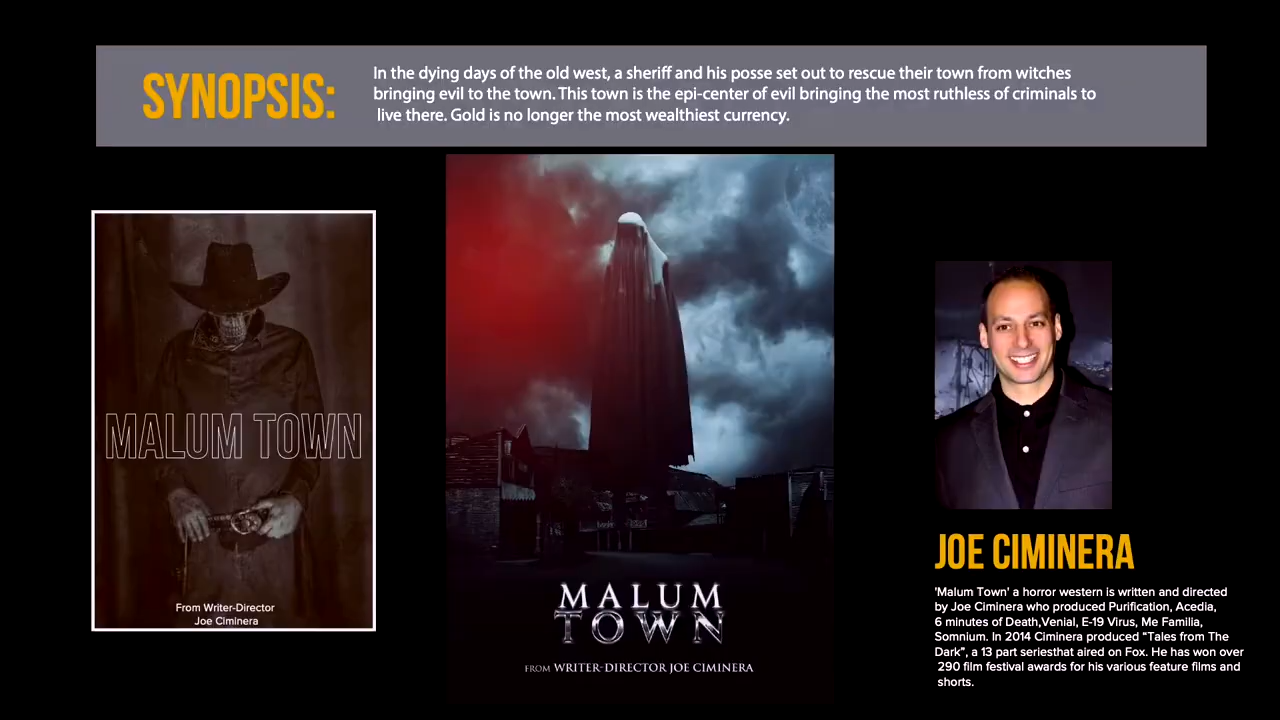 SYNOPSIS:
In the dying days of the old west, a sheriff and his posse set out to rescue their town from witches
bringing evil to the town. This town is the epi-center of evil bringing the most ruthless of criminals to
live there. Gold is no longer the most wealthiest currency.
MALUM TOWN
From Writer-Director
Joe Ciminera
MALUM
TOWN
FROM WRITER-DIRECTOR JOE CIMINERA
JOE CIMINERA
'Malum Town' a horror western is written and directed
by Joe Ciminera who produced Purification, Acedia,
6 minutes of Death,Venial, E-19 Virus, Me Familia,
Somnium. In 2014 Ciminera produced "Tales from The
Dark", a 13 part seriesthat aired on Fox. He has won over
290 film festival awards for his various feature films and
shorts.